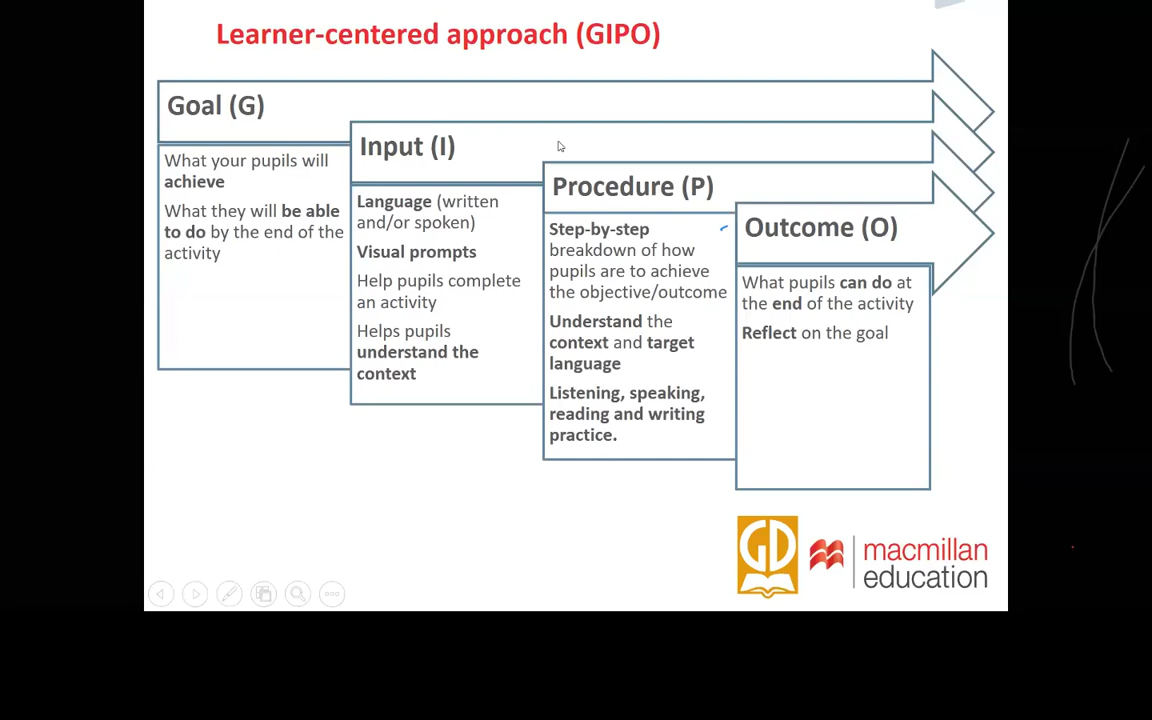 Learner-centered approach (GIPO)
Goal (G)
What your pupils will
achieve
What they will be able
to do by the end of the
activity
Input (I)
Language (written
and/or spoken)
Visual prompts
Help pupils complete
an activity
Helps pupils
understand the
context
Procedure (P)
Step-by-step
breakdown of how
pupils are to achieve
the objective/outcome
Understand the
context and target
language
Listening, speaking,
reading and writing
practice.
Outcome (O)
What pupils can do at
the end of the activity
Reflect on the goal
GD
macmillan
education